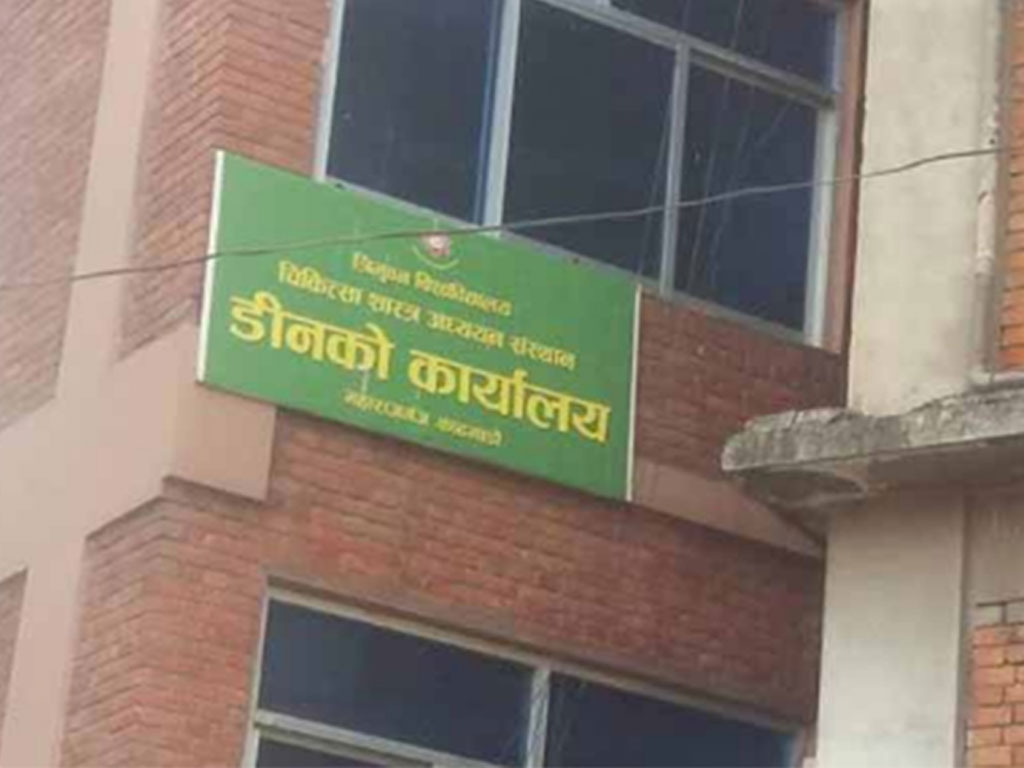 त्रिभुवन विश्वविद्यालय
चिकित्सा शास्त्र अध्ययन संस्थान
डीनको कार्यालय
महाराजगंज, काठमाडौं